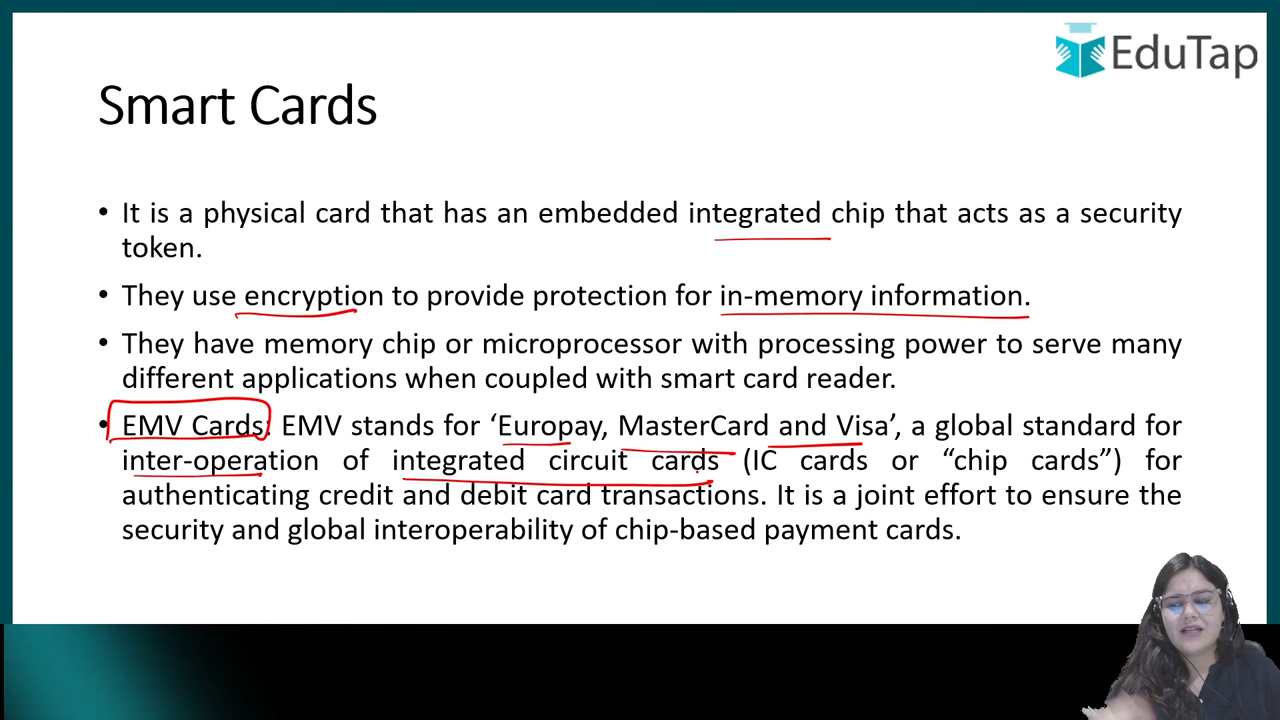 EduTap
Smart Cards
• It is a physical card that has an embedded integrated chip that acts as a security
token.
• They use encryption to provide protection for in-memory information.
• They have memory chip or microprocessor with processing power to serve many
different applications when coupled with smart card reader.
• EMV Cards: EMV stands for ‘Europay, MasterCard and Visa’, a global standard for
inter-operation of integrated circuit cards (IC cards or “chip cards”) for
authenticating credit and debit card transactions. It is a joint effort to ensure the
security and global interoperability of chip-based payment cards.